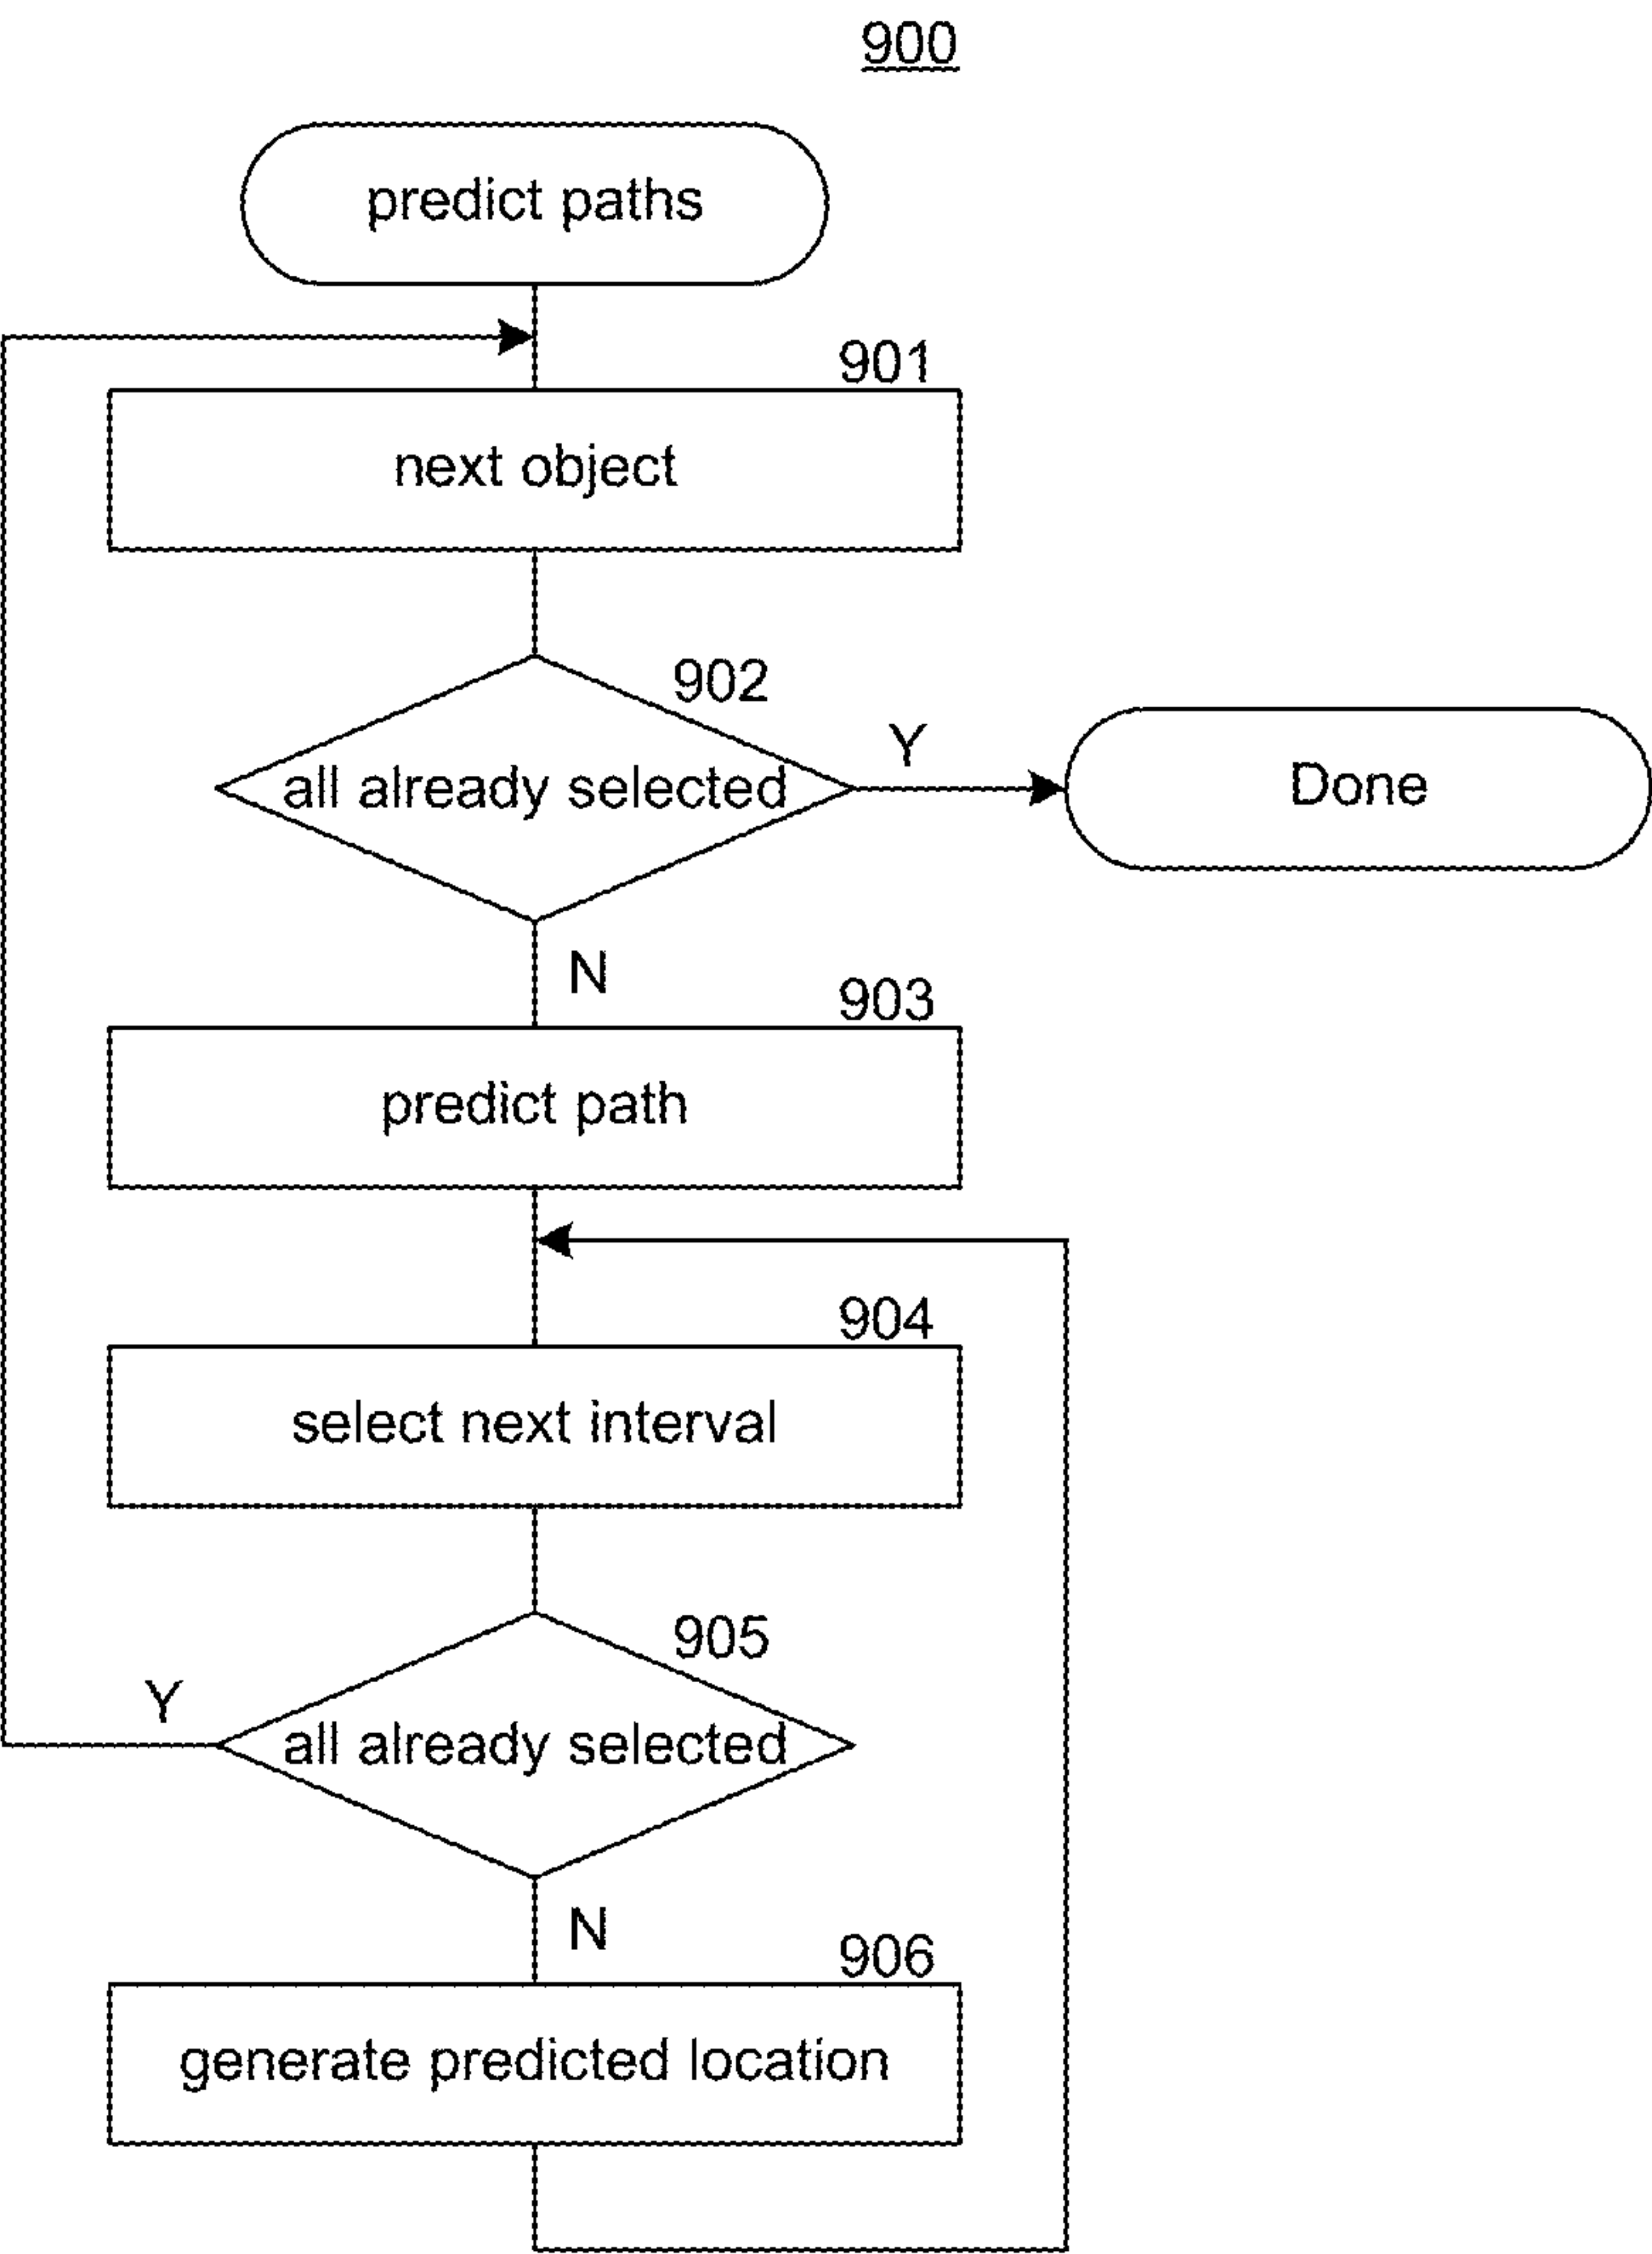 900
predict paths
901
next object
902
all already selected
Y
Done
N
903
predict path
904
select next interval
905
Y
all already selected
N
906
generate predicted location